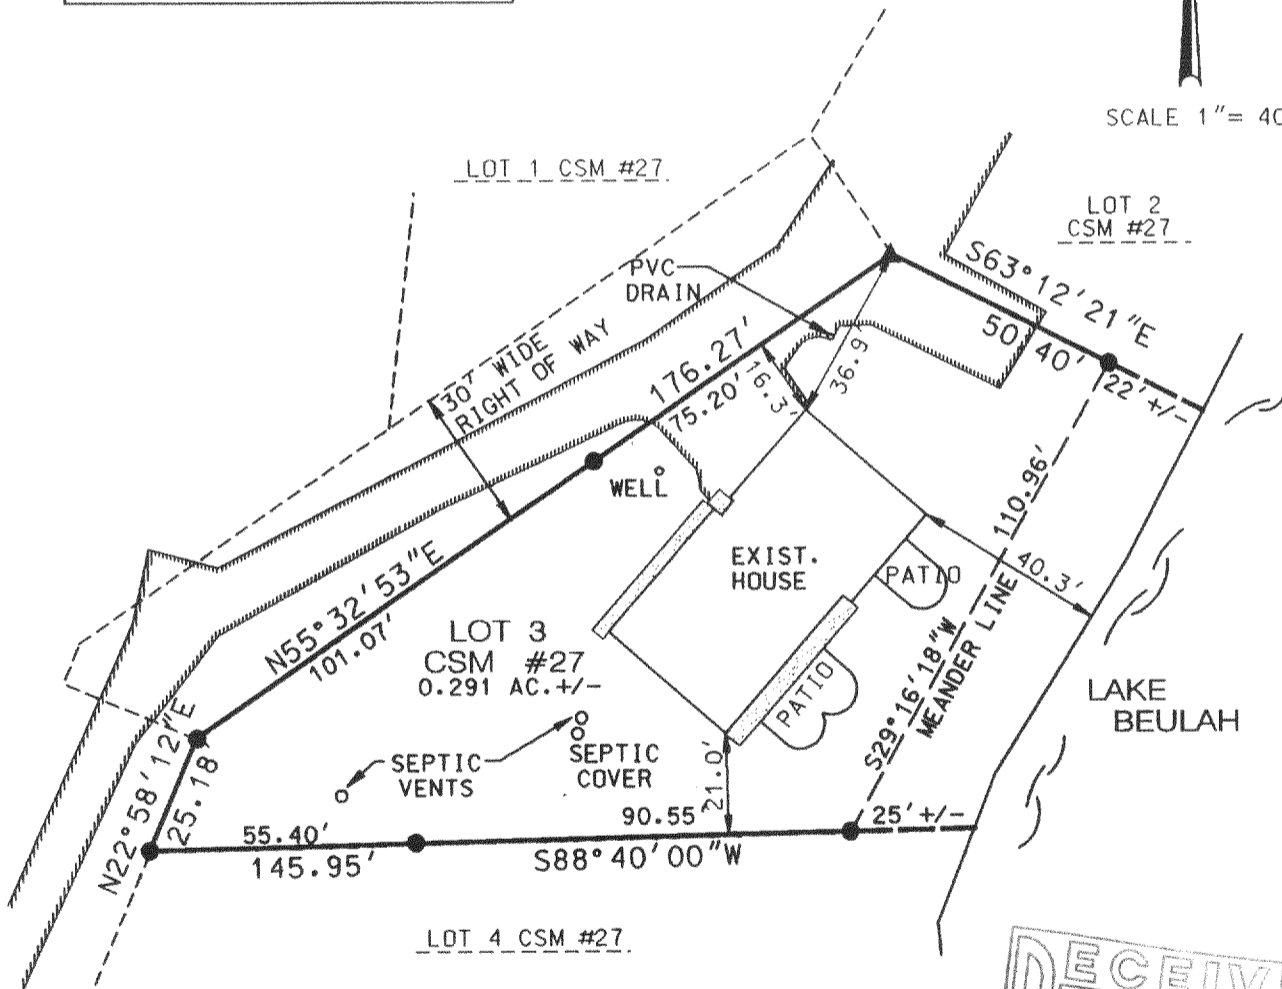 SCALE 1"= 40
LOT 1 CSM #27
LOT 2
CSM #27
PVC
DRAIN
S63°12'21"E
50.40'
22'+/-
30' WIDE
RIGHT OF WAY
176.27'
75.20'
16.3'
36.9'
WELL
110.96'
EXIST.
HOUSE
PATIO
40.3'
N55°32'53"E
101.07'
LOT 3
CSM #27
0.291 AC.+/-
S29°16'18"W
MEANDER LINE
PATIO
LAKE
BEULAH
N22°58'12"E
25.18'
SEPTIC
VENTS
SEPTIC
COVER
21.0'
55.40'
90.55'
25'+/-
145.95'
S88°40'00"W
LOT 4 CSM #27